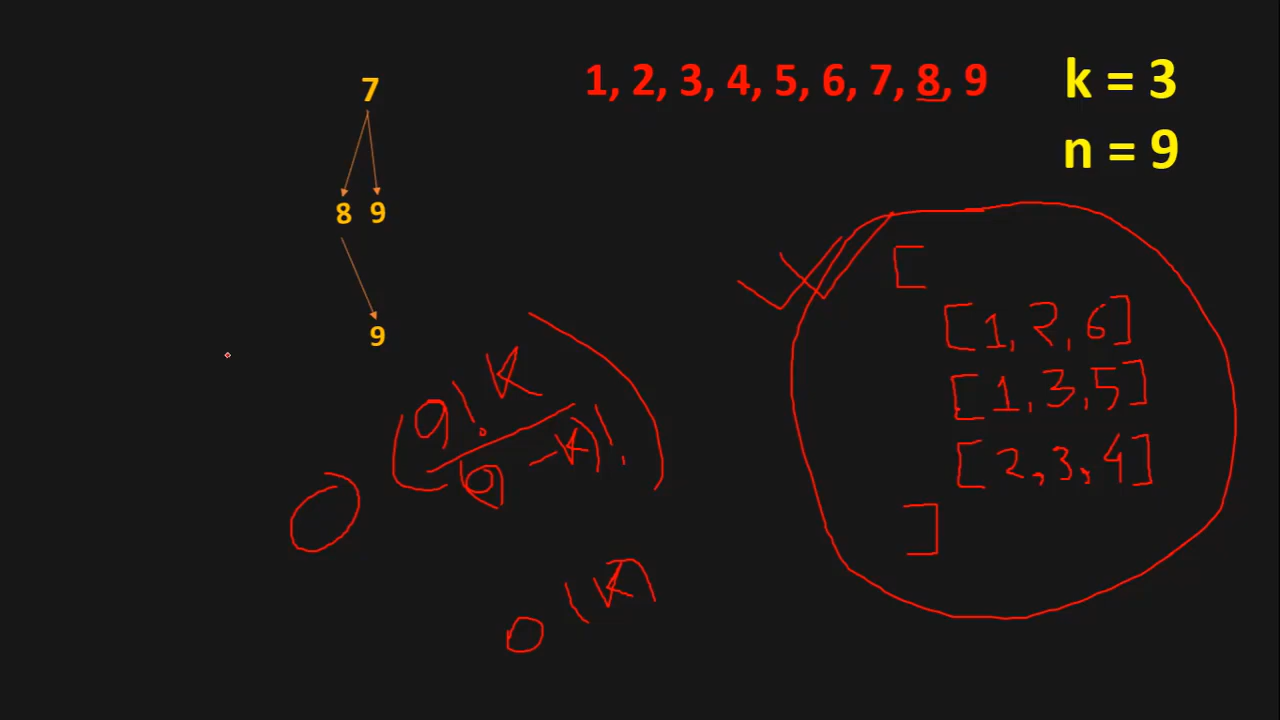 7
1, 2, 3, 4, 5, 6, 7, 8, 9
k = 3
n = 9
8 9
9
[
[1, 2, 6]
[1, 3, 5]
[2, 3, 4]
]
O(9!.K
(9-K)!)
O(K)